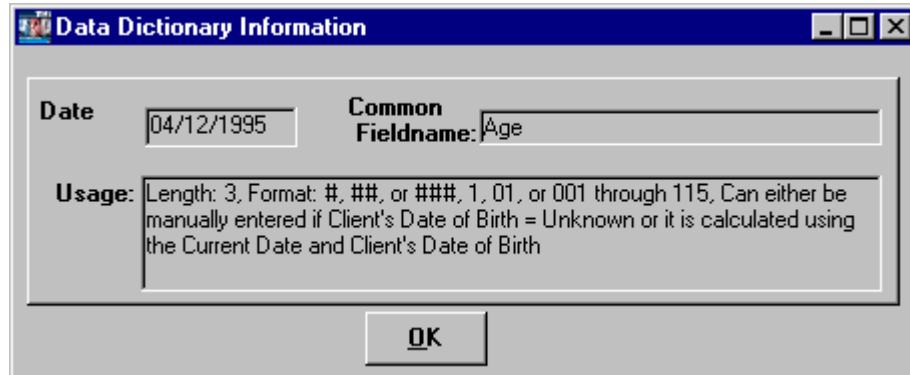 Data Dictionary Information
Date
04/12/1995
Common
Fieldname:
Age
Usage:
Length: 3, Format: #, ##, or ###, 1, 01, or 001 through 115, Can either be
manually entered if Client's Date of Birth = Unknown or it is calculated using
the Current Date and Client's Date of Birth
OK